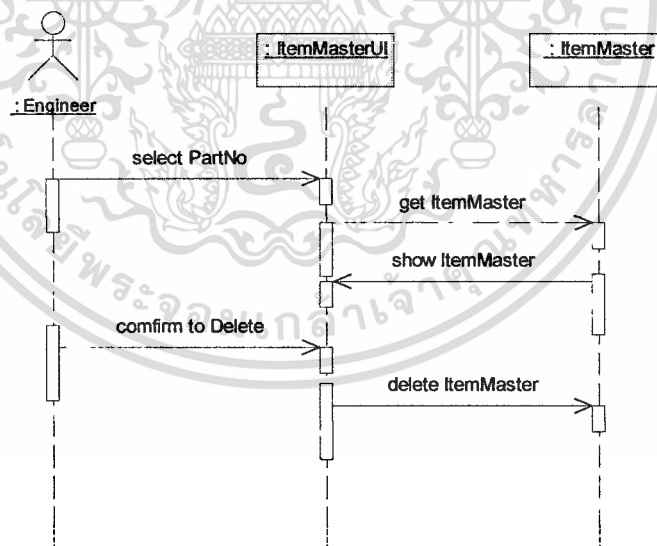 : ItemMasterUI
: ItemMaster
: Engineer
select PartNo
get ItemMaster
show ItemMaster
comfirm to Delete
delete ItemMaster